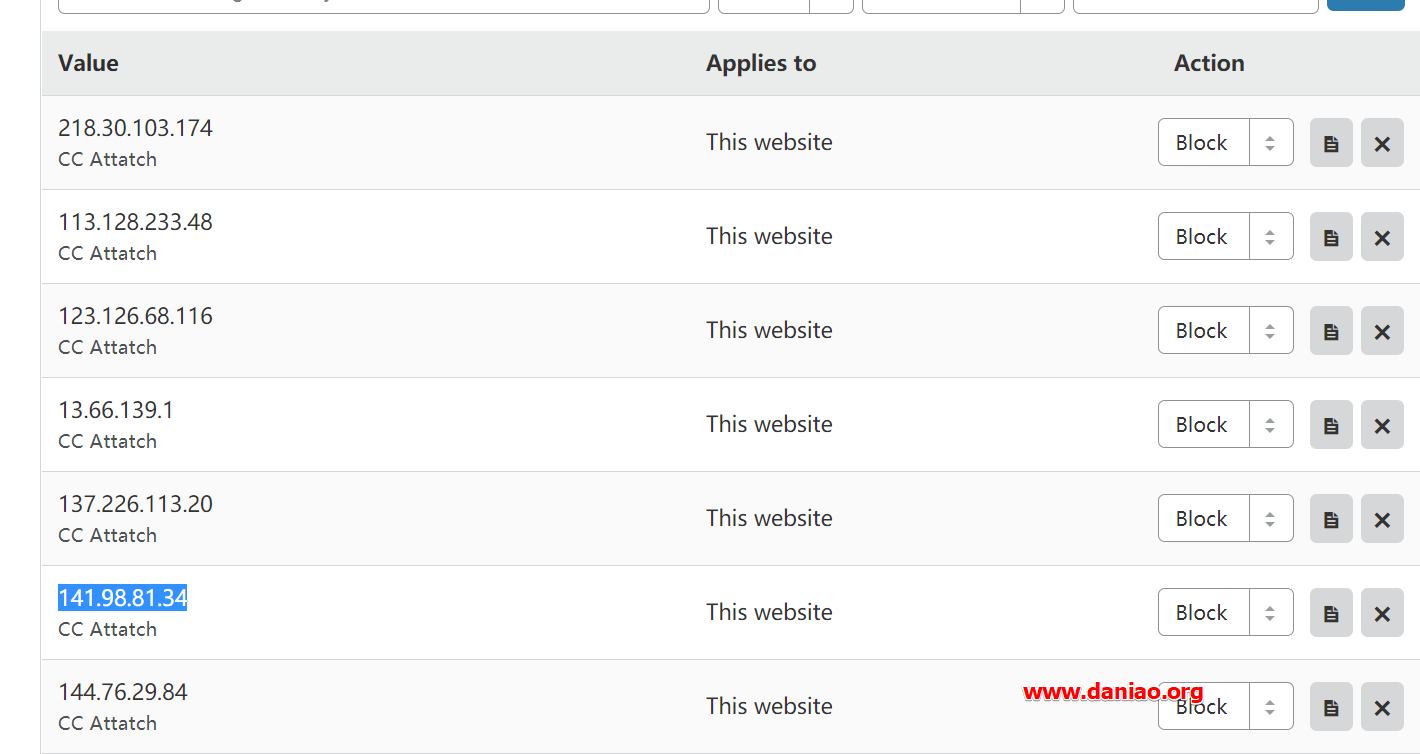 Value Applies to Action
218.30.103.174
CC Attatch
This website
Block
113.128.233.48
CC Attatch
This website
Block
123.126.68.116
CC Attatch
This website
Block
13.66.139.1
CC Attatch
This website
Block
137.226.113.20
CC Attatch
This website
Block
141.98.81.34
CC Attatch
This website
Block
144.76.29.84
CC Attatch
This website
www.daniao.org
Block